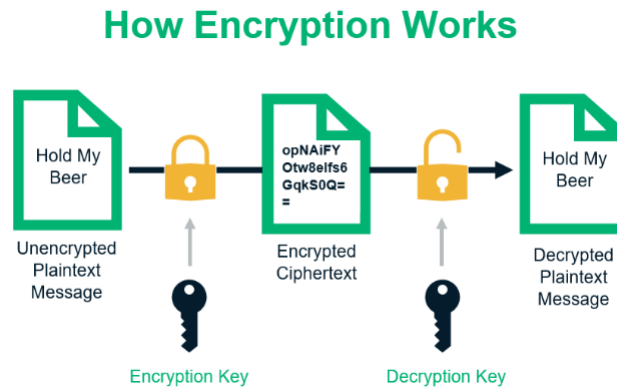 How Encryption Works
Hold My
Beer
opNAiFY
Otw8elfs6
GqkS0Q=
=
Hold My
Beer
Unencrypted
Plaintext
Message
Encrypted
Ciphertext
Decrypted
Plaintext
Message
Encryption Key
Decryption Key